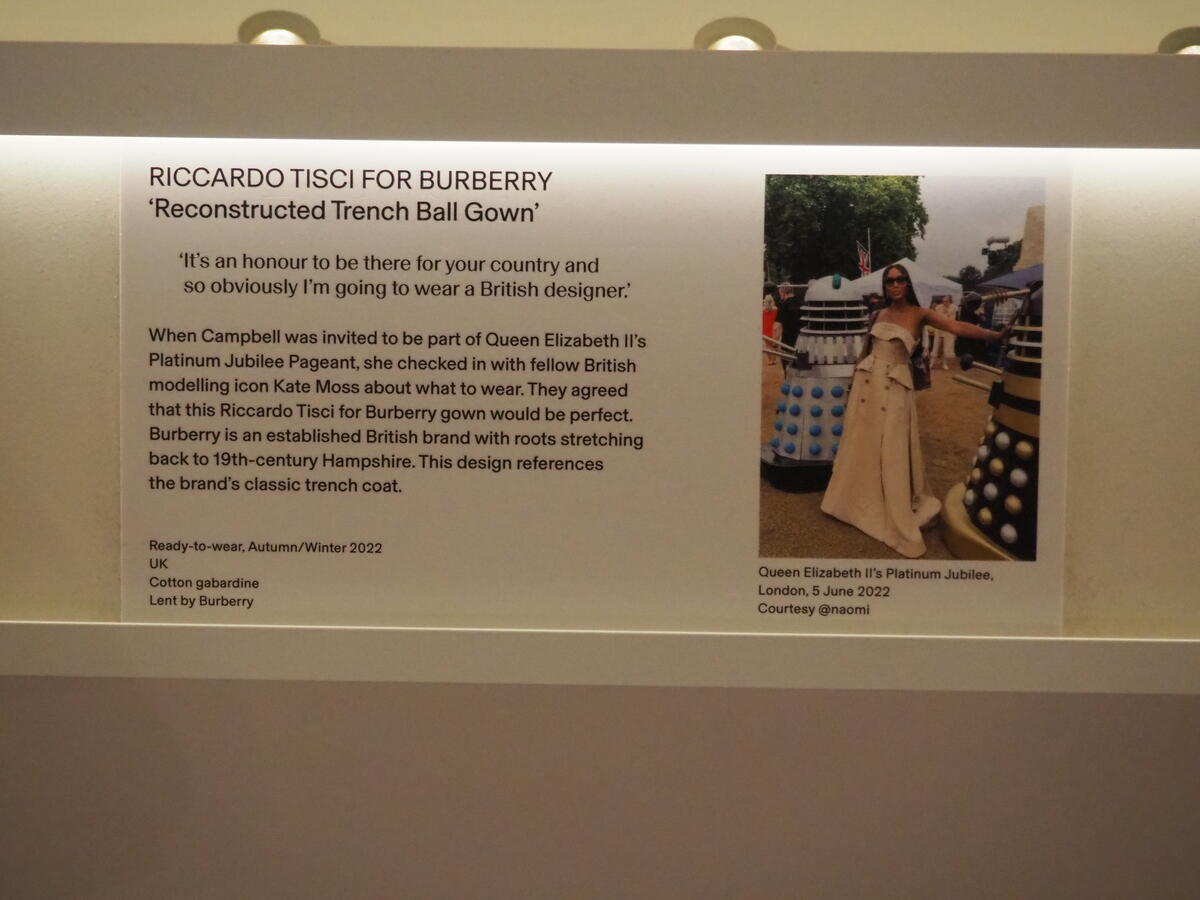 RICCARDO TISCI FOR BURBERRY
‘Reconstructed Trench Ball Gown’
‘It’s an honour to be there for your country and
so obviously I’m going to wear a British designer.’
When Campbell was invited to be part of Queen Elizabeth II’s
Platinum Jubilee Pageant, she checked in with fellow British
modelling icon Kate Moss about what to wear. They agreed
that this Riccardo Tisci for Burberry gown would be perfect.
Burberry is an established British brand with roots stretching
back to 19th-century Hampshire. This design references
the brand’s classic trench coat.
Ready-to-wear, Autumn/Winter 2022
UK
Cotton gabardine
Lent by Burberry
Queen Elizabeth II’s Platinum Jubilee,
London, 5 June 2022
Courtesy @naomi